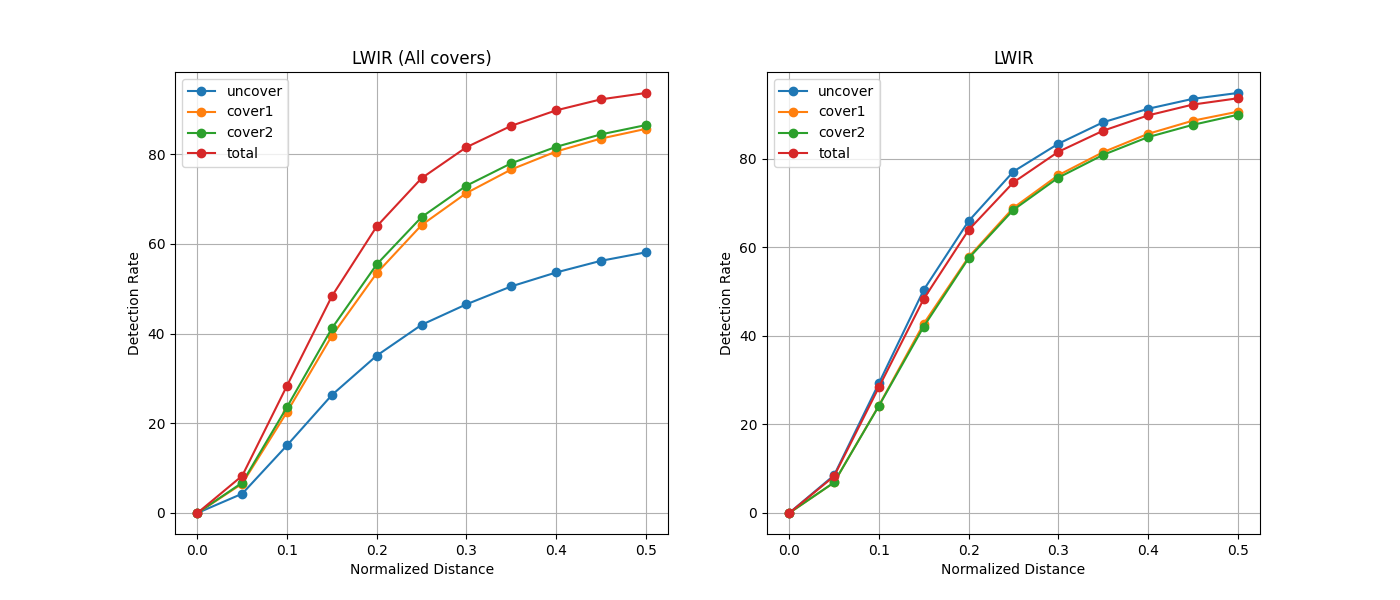 LWIR (All covers)
uncover
cover1
cover2
total
Detection Rate
80
60
40
20
0
0.0 0.1 0.2 0.3 0.4 0.5
Normalized Distance
LWIR
uncover
cover1
cover2
total
Detection Rate
80
60
40
20
0
0.0 0.1 0.2 0.3 0.4 0.5
Normalized Distance